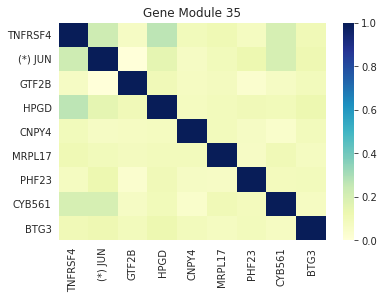 Gene Module 35
TNFRSF4
(*) JUN
GTF2B
HPGD
CNPY4
MRPL17
PHF23
CYB561
BTG3
TNFRSF4
(*) JUN
GTF2B
HPGD
CNPY4
MRPL17
PHF23
CYB561
BTG3
1.0
0.8
0.6
0.4
0.2
0.0